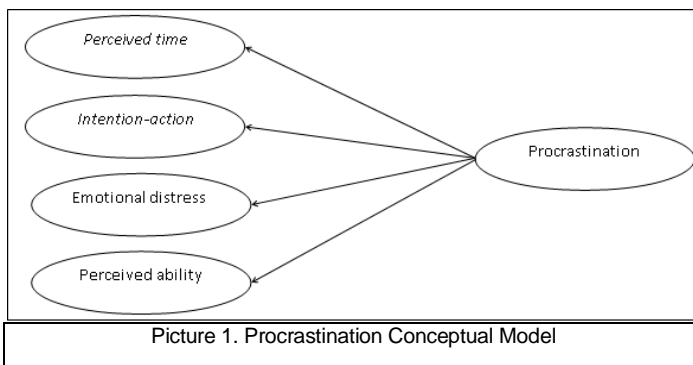 Perceived time
Intention-action
Procrastination
Emotional distress
Perceived ability
Picture 1. Procrastination Conceptual Model